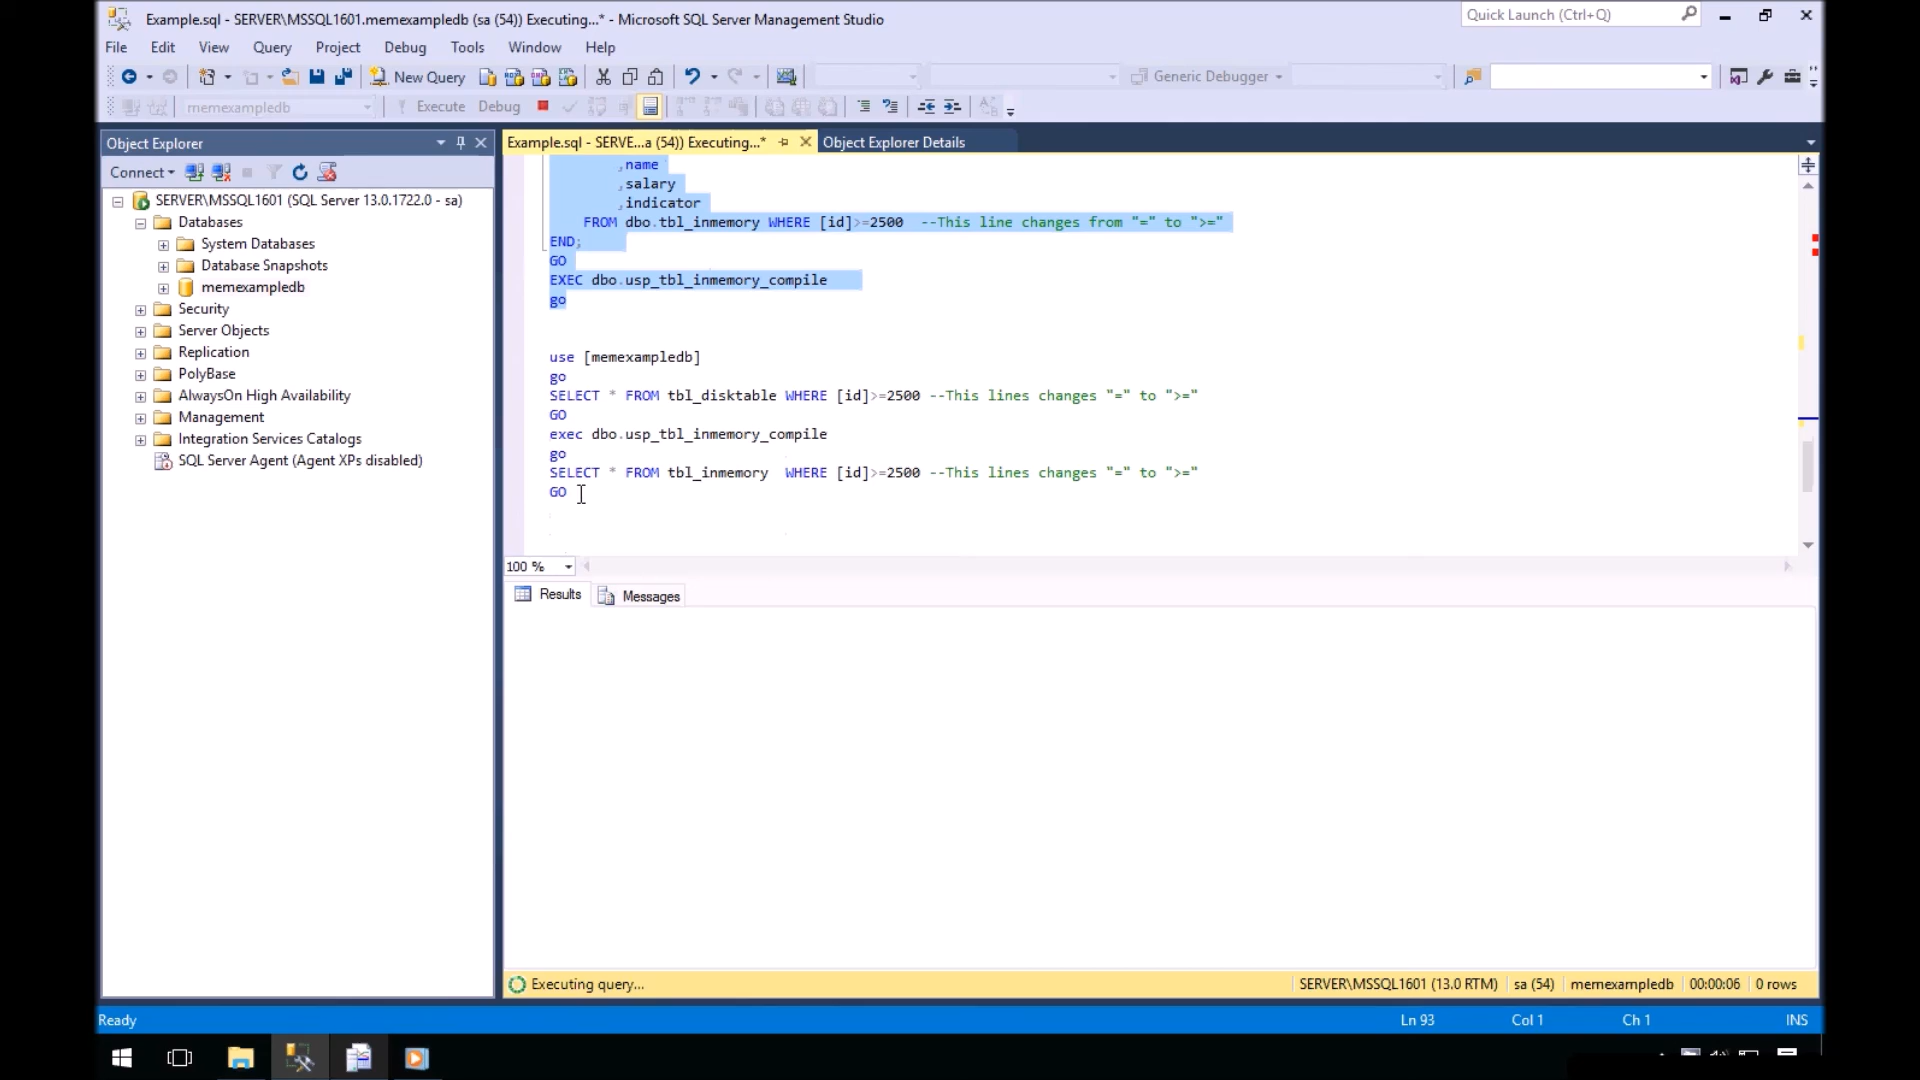 Example.sql - SERVER\MSSQL1601.memexampledb (sa (54)) Executing...* - Microsoft SQL Server Management Studio
Quick Launch (Ctrl+Q)
File Edit View Query Project Debug Tools Window Help
New Query
Generic Debugger
memexampledb
Execute Debug
Object Explorer
Example.sql - SERVE...a (54)) Executing...*
Object Explorer Details
Connect
SERVER\MSSQL1601 (SQL Server 13.0.1722.0 - sa)
Databases
System Databases
Database Snapshots
memexampledb
Security
Server Objects
Replication
PolyBase
AlwaysOn High Availability
Management
Integration Services Catalogs
SQL Server Agent (Agent XPs disabled)
,name
,salary
,indicator
FROM dbo.tbl_inmemory WHERE [id]>=2500 --This line changes from "=" to ">="
END;
GO
EXEC dbo.usp_tbl_inmemory_compile
go
use [memexampledb]
go
SELECT * FROM tbl_disktable WHERE [id]>=2500 --This lines changes "=" to ">="
GO
exec dbo.usp_tbl_inmemory_compile
go
SELECT * FROM tbl_inmemory WHERE [id]>=2500 --This lines changes "=" to ">="
GO
100 %
Results Messages
Executing query...
SERVER\MSSQL1601 (13.0 RTM) sa (54) memexampledb 00:00:06 0 rows
Ready
Ln 93 Col 1 Ch 1 INS